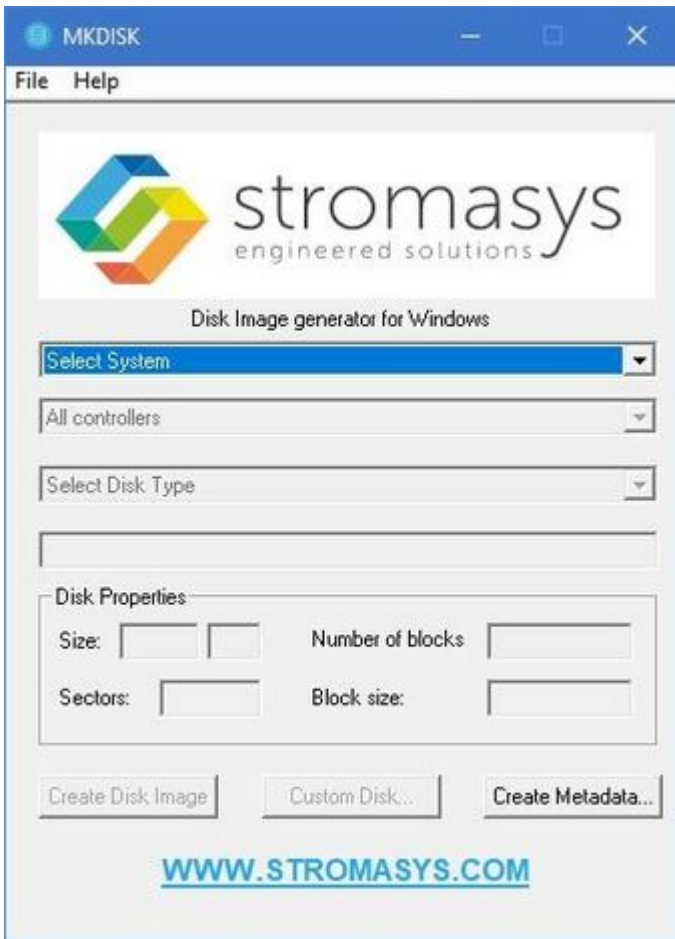 MKDISK
File Help
stromasys
engineered solutions
Disk Image generator for Windows
Select System
All controllers
Select Disk Type
Disk Properties
Size: Number of blocks
Sectors: Block size:
Create Disk Image Custom Disk... Create Metadata...
WWW.STROMASYS.COM